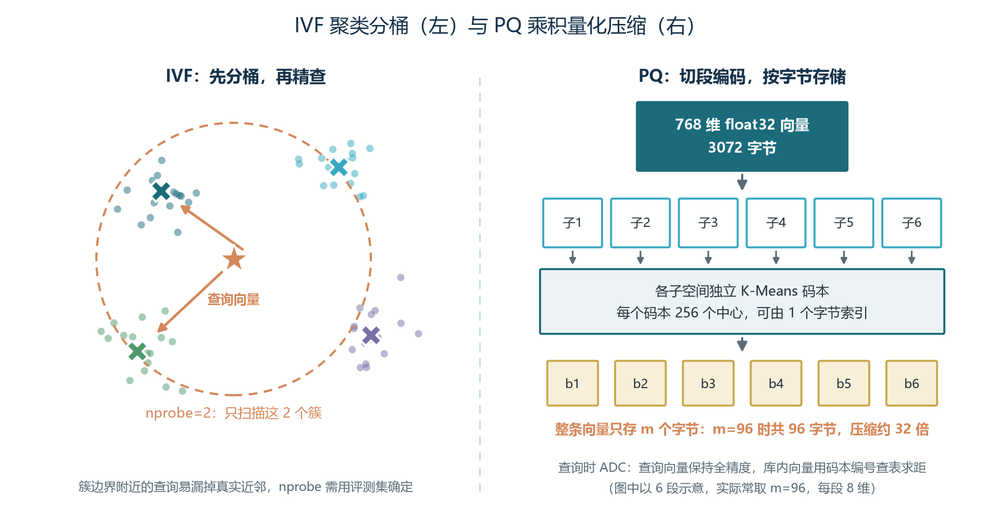 IVF 聚类分桶（左）与 PQ 乘积量化压缩（右）
IVF：先分桶，再精查
查询向量
nprobe=2：只扫描这 2 个簇
簇边界附近的查询易漏掉真实近邻，nprobe 需用评测集确定
PQ：切段编码，按字节存储
768 维 float32 向量
3072 字节
子1 子2 子3 子4 子5 子6
各子空间独立 K-Means 码本
每个码本 256 个中心，可由 1 个字节索引
b1 b2 b3 b4 b5 b6
整条向量只存 m 个字节：m=96 时共 96 字节，压缩约 32 倍
查询时 ADC：查询向量保持全精度，库内向量用码本编号查表求距
（图中以 6 段示意，实际常取 m=96，每段 8 维）